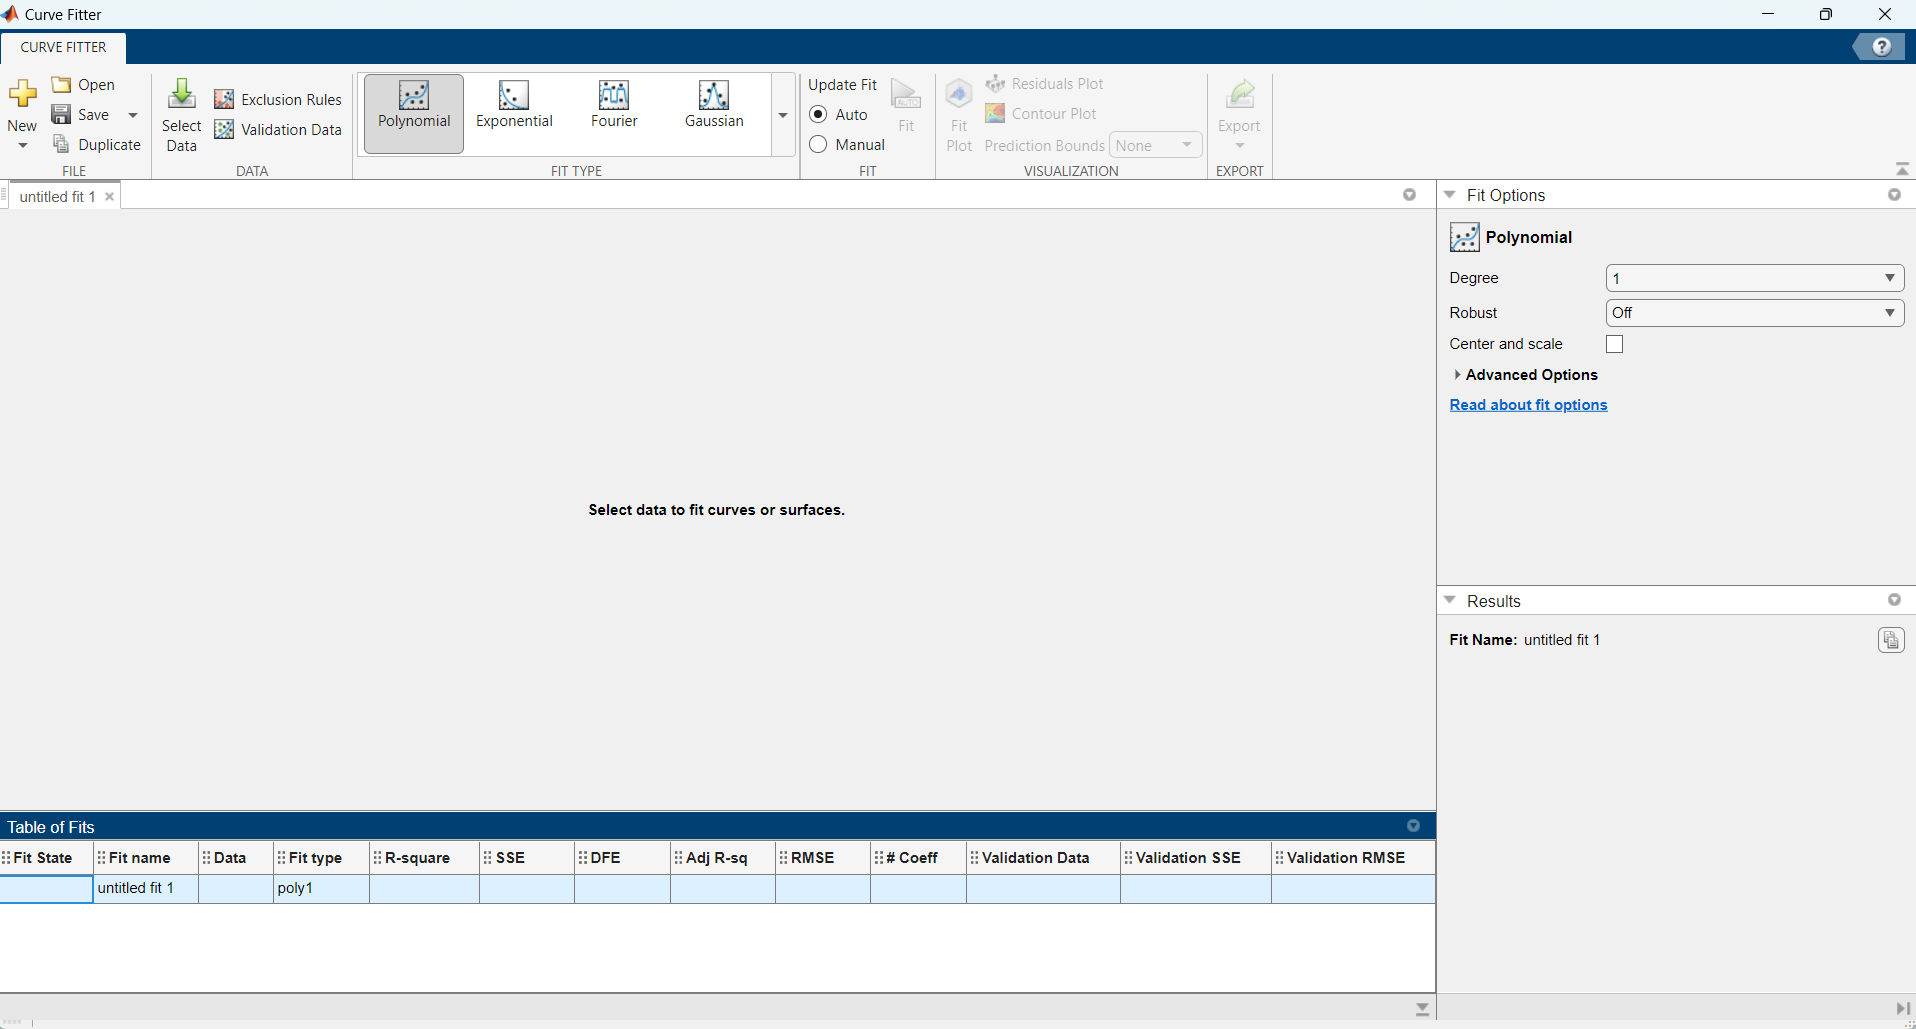 Curve Fitter
CURVE FITTER
New
Open
Save
Duplicate
FILE
Select
Data
Exclusion Rules
Validation Data
DATA
Polynomial
Exponential
Fourier
Gaussian
FIT TYPE
Update Fit
Auto
Manual
AUTO
Fit
FIT
Fit
Plot
Residuals Plot
Contour Plot
Prediction Bounds None
VISUALIZATION
Export
EXPORT
untitled fit 1
Select data to fit curves or surfaces.
Fit Options
Polynomial
Degree 1
Robust Off
Center and scale
Advanced Options
Read about fit options
Results
Fit Name: untitled fit 1
Table of Fits
Fit State Fit name Data Fit type R-square SSE DFE Adj R-sq RMSE # Coeff Validation Data Validation SSE Validation RMSE
untitled fit 1 poly1